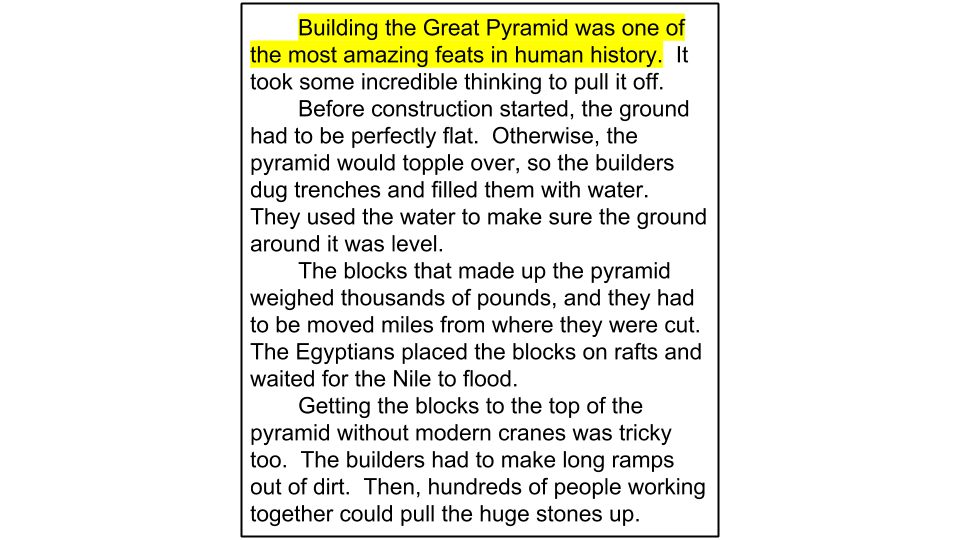 Building the Great Pyramid was one of
the most amazing feats in human history.  It
took some incredible thinking to pull it off.
Before construction started, the ground
had to be perfectly flat.  Otherwise, the
pyramid would topple over, so the builders
dug trenches and filled them with water.
They used the water to make sure the ground
around it was level.
The blocks that made up the pyramid
weighed thousands of pounds, and they had
to be moved miles from where they were cut.
The Egyptians placed the blocks on rafts and
waited for the Nile to flood.
Getting the blocks to the top of the
pyramid without modern cranes was tricky
too.  The builders had to make long ramps
out of dirt.  Then, hundreds of people working
together could pull the huge stones up.